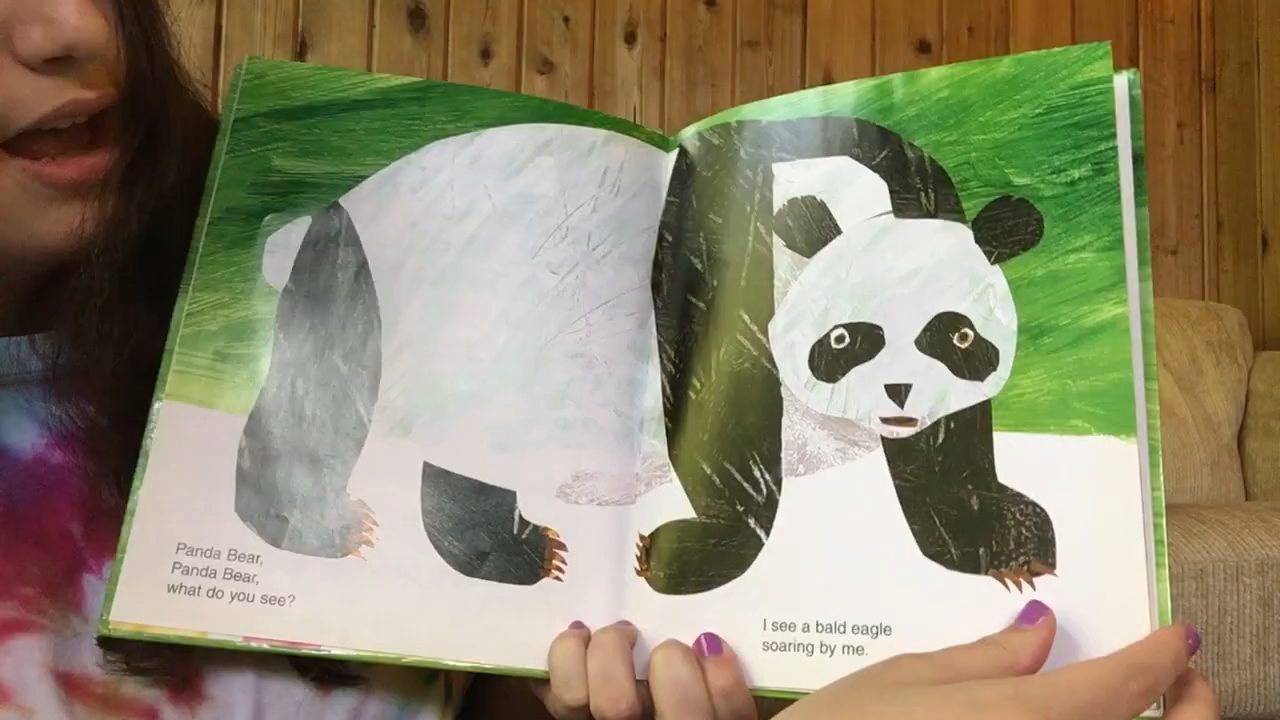 Panda Bear,
Panda Bear,
what do you see?
I see a bald eagle
soaring by me.